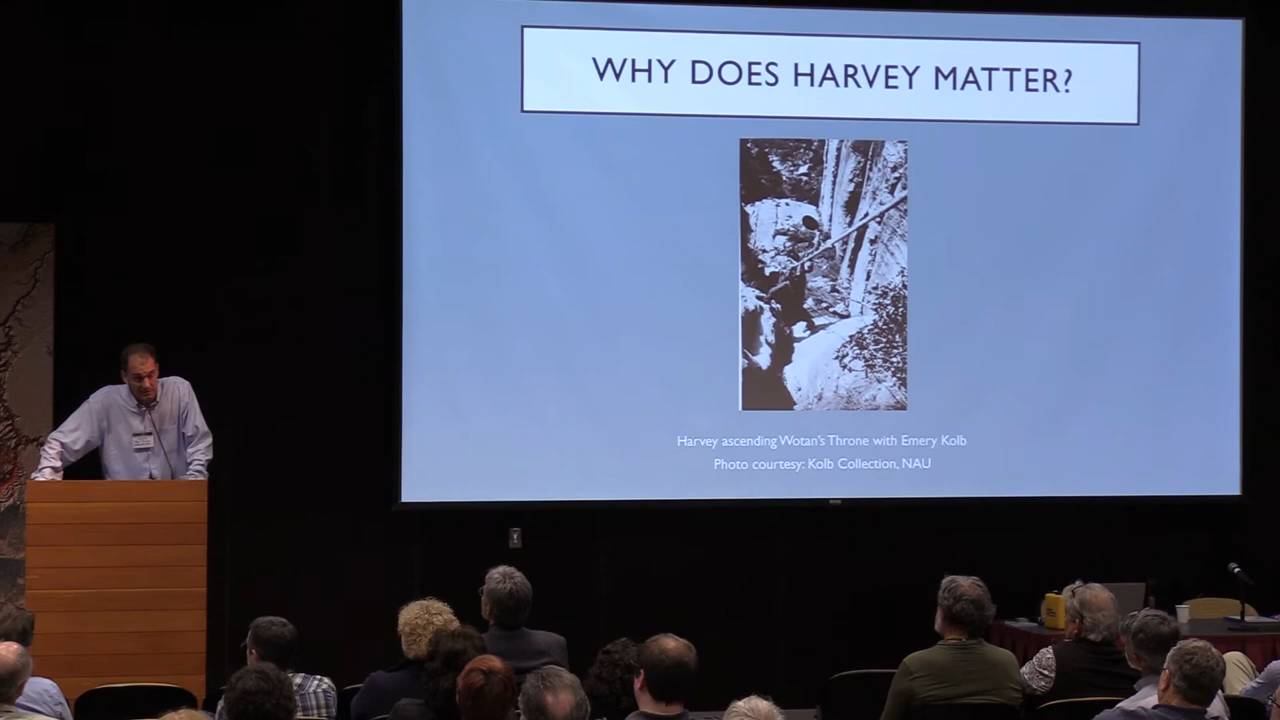 WHY DOES HARVEY MATTER?
Harvey ascending Wotan's Throne with Emery Kolb
Photo courtesy: Kolb Collection, NAU